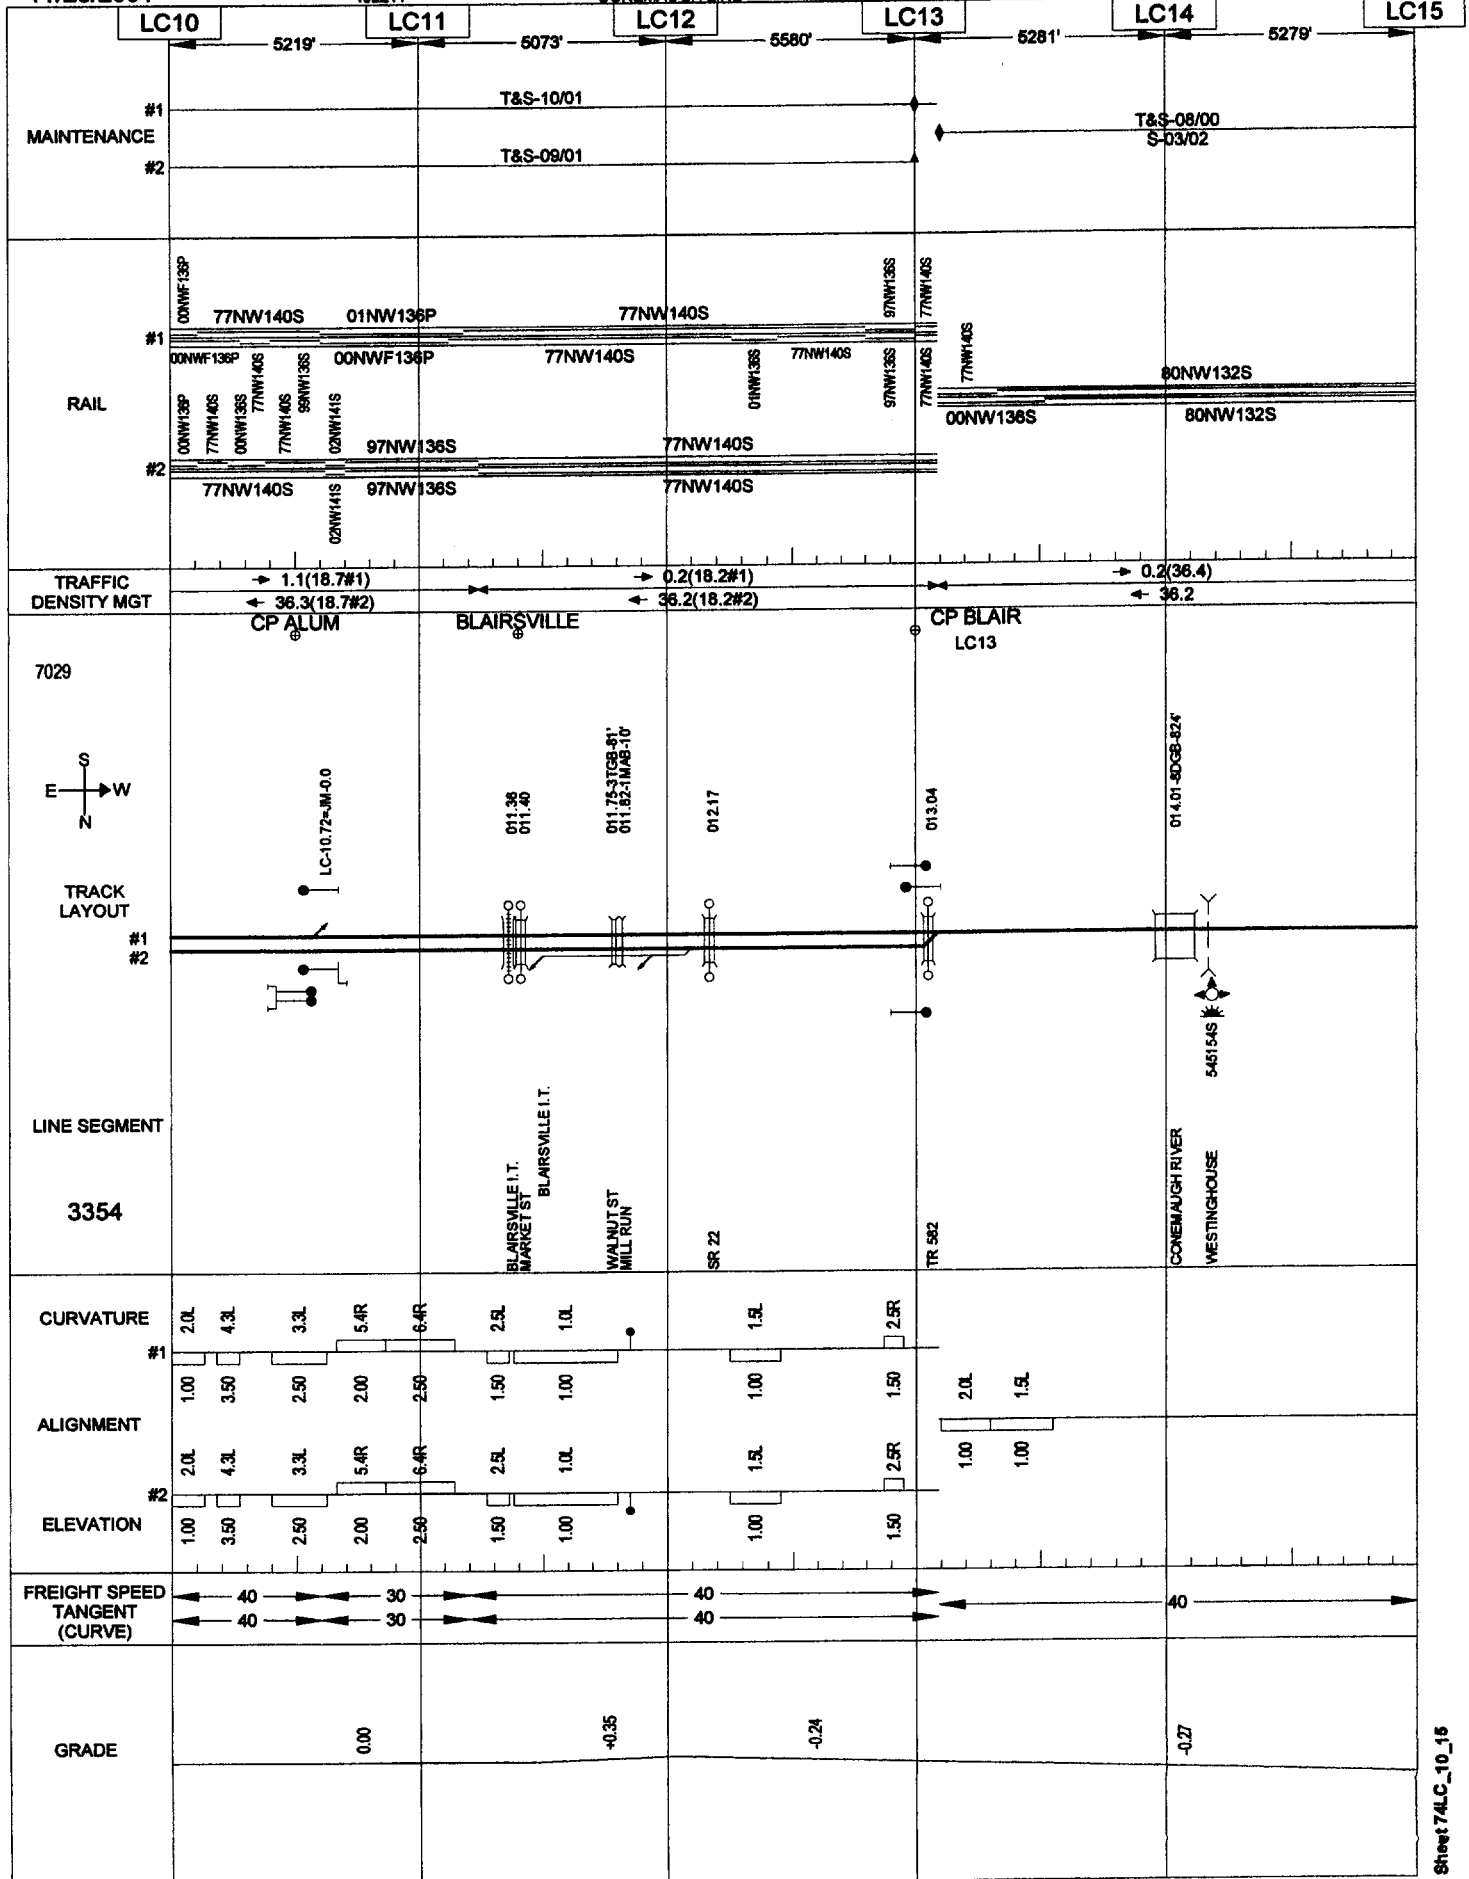 LC10 LC11 LC12 LC13 LC14 LC15
5219' 5073' 5580' 5281' 5279'
MAINTENANCE
#1 T&S-10/01
T&S-08/00
S-03/02
#2 T&S-09/01
RAIL
00NWF136P 97NW136S 77NW140S
77NW140S 01NW136P 77NW140S
#1
00NWF136P 77NW140S 99NW136S 00NWF136P 77NW140S 01NW136S 77NW140S 97NW136S 77NW140S 77NW140S
80NW132S
00NW136S 80NW132S
00NW136P 77NW140S 00NW136S 77NW140S 02NW141S 97NW136S 77NW140S
#2
77NW140S 02NW141S 97NW136S 77NW140S
TRAFFIC
DENSITY MGT
1.1(18.7#1) 0.2(18.2#1) 0.2(36.4)
36.3(18.7#2) 36.2(18.2#2) 36.2
CP ALUM BLAIRSVILLE CP BLAIR
LC13
7029
S
E W
N
LC-10.72=JM-0.0
011.36
011.40
011.75-3TGB-81'
011.82-1MAB-10'
012.17
013.04
014.01-8DGB-824'
TRACK
LAYOUT
#1
#2
545154S
LINE SEGMENT
3354
BLAIRSVILLE I.T.
MARKET ST
BLAIRSVILLE I.T.
WALNUT ST
MILL RUN
SR 22
TR 582
CONEMAUGH RIVER
WESTINGHOUSE
CURVATURE
2.0L 4.3L 3.3L 5.4R 6.4R 2.5L 1.0L 1.5L 2.5R
#1
1.00 3.50 2.50 2.00 2.50 1.50 1.00 1.00 1.50
2.0L 1.5L
ALIGNMENT
1.00 1.00
2.0L 4.3L 3.3L 5.4R 6.4R 2.5L 1.0L 1.5L 2.5R
#2
ELEVATION
1.00 3.50 2.50 2.00 2.50 1.50 1.00 1.00 1.50
FREIGHT SPEED
TANGENT
(CURVE)
40 30 40 40
40 30 40
GRADE
0.00 +0.35 -0.24 -0.27
Sheet 74LC_10_15